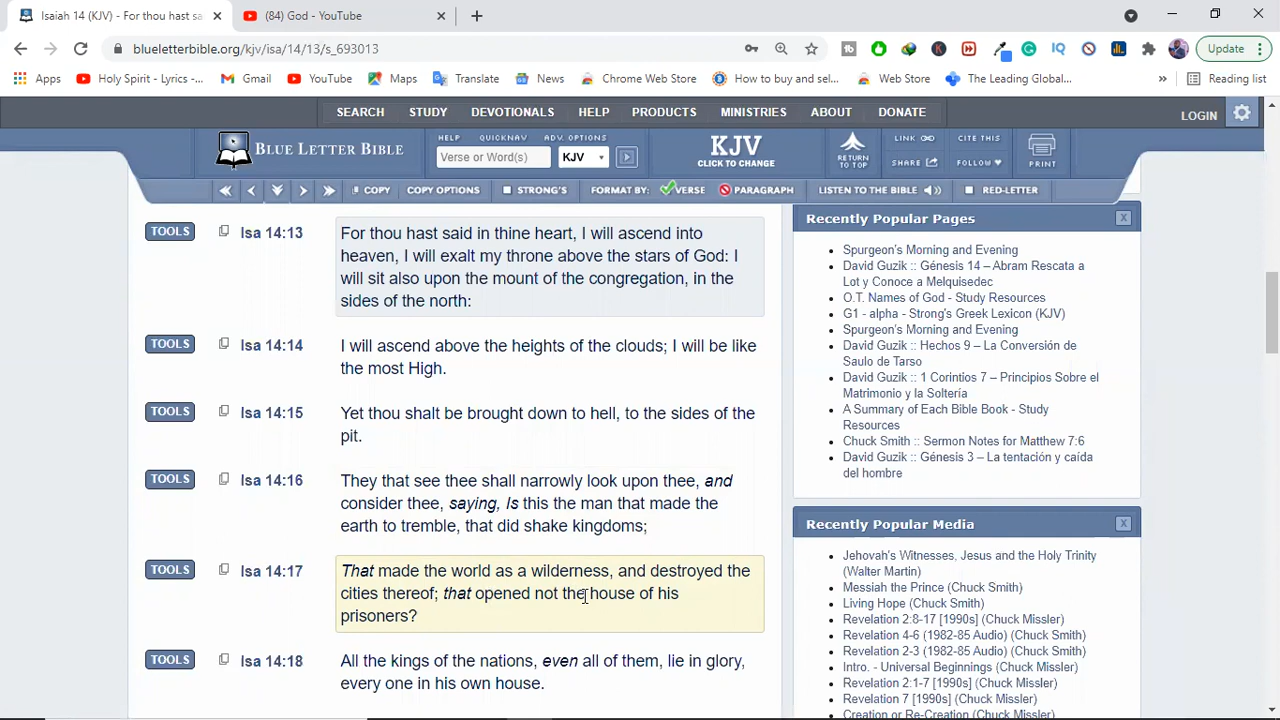 Isaiah 14 (KJV) - For thou hast sa
(84) God - YouTube
blueletterbible.org/kjv/isa/14/13/s_693013
Update
Apps
Holy Spirit - Lyrics -...
Gmail
YouTube
Maps
Translate
News
Chrome Web Store
How to buy and sel...
Web Store
The Leading Global...
Reading list
SEARCH STUDY DEVOTIONALS HELP PRODUCTS MINISTRIES ABOUT DONATE
LOGIN
BLUE LETTER BIBLE
HELP QUICKNAV ADV. OPTIONS
Verse or Word(s)
KJV
KJV
CLICK TO CHANGE
RETURN
TO TOP
LINK
CITE THIS
SHARE
FOLLOW
PRINT
COPY COPY OPTIONS STRONG'S FORMAT BY: VERSE PARAGRAPH LISTEN TO THE BIBLE RED-LETTER
TOOLS Isa 14:13 For thou hast said in thine heart, I will ascend into
heaven, I will exalt my throne above the stars of God: I
will sit also upon the mount of the congregation, in the
sides of the north:
TOOLS Isa 14:14 I will ascend above the heights of the clouds; I will be like
the most High.
TOOLS Isa 14:15 Yet thou shalt be brought down to hell, to the sides of the
pit.
TOOLS Isa 14:16 They that see thee shall narrowly look upon thee, and
consider thee, saying, Is this the man that made the
earth to tremble, that did shake kingdoms;
TOOLS Isa 14:17 That made the world as a wilderness, and destroyed the
cities thereof; that opened not the house of his
prisoners?
TOOLS Isa 14:18 All the kings of the nations, even all of them, lie in glory,
every one in his own house.
Recently Popular Pages
Spurgeon's Morning and Evening
David Guzik :: Génesis 14 – Abram Rescata a
Lot y Conoce a Melquisedec
O.T. Names of God - Study Resources
G1 - alpha - Strong's Greek Lexicon (KJV)
Spurgeon's Morning and Evening
David Guzik :: Hechos 9 – La Conversión de
Saulo de Tarso
David Guzik :: 1 Corintios 7 – Principios Sobre el
Matrimonio y la Soltería
A Summary of Each Bible Book - Study
Resources
Chuck Smith :: Sermon Notes for Matthew 7:6
David Guzik :: Génesis 3 – La tentación y caída
del hombre
Recently Popular Media
Jehovah's Witnesses, Jesus and the Holy Trinity
(Walter Martin)
Messiah the Prince (Chuck Smith)
Living Hope (Chuck Smith)
Revelation 2:8-17 [1990s] (Chuck Missler)
Revelation 4-6 (1982-85 Audio) (Chuck Smith)
Revelation 2-3 (1982-85 Audio) (Chuck Smith)
Intro. - Universal Beginnings (Chuck Missler)
Revelation 2:1-7 [1990s] (Chuck Missler)
Revelation 7 [1990s] (Chuck Missler)
Creation or Re-Creation (Chuck Missler)